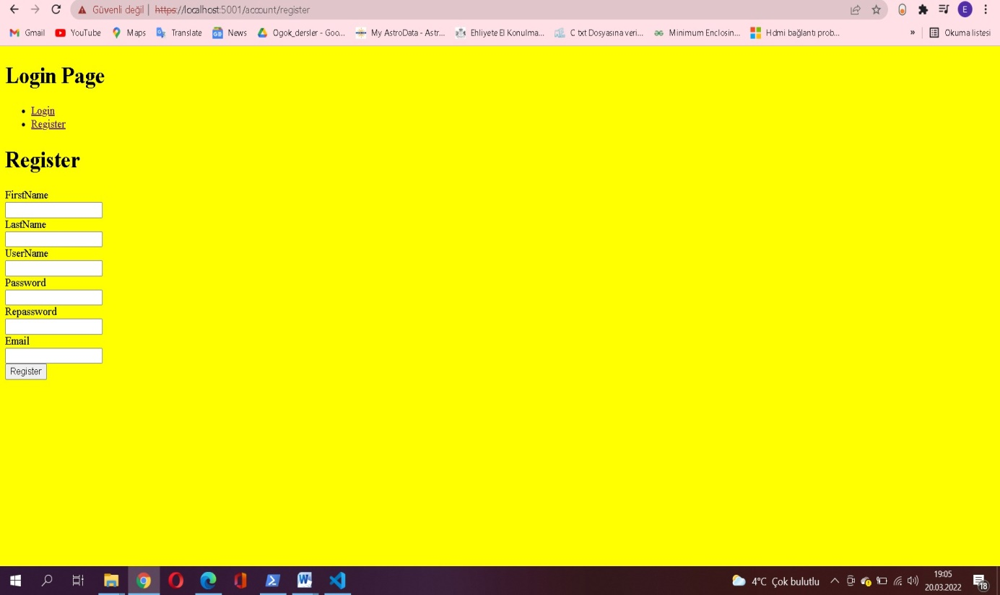 Güvenli değil | https://localhost:5001/account/register
E
Gmail YouTube Maps Translate News Ogok_dersler - Goo... My AstroData - Astr... Ehliyete El Konulma... C txt Dosyasına veri... Minimum Enclosin... Hdmi bağlantı prob... » Okuma listesi
Login Page
• Login
• Register
Register
FirstName
LastName
UserName
Password
Repassword
Email
Register
4°C Çok bulutlu
19:05
20.03.2022
18